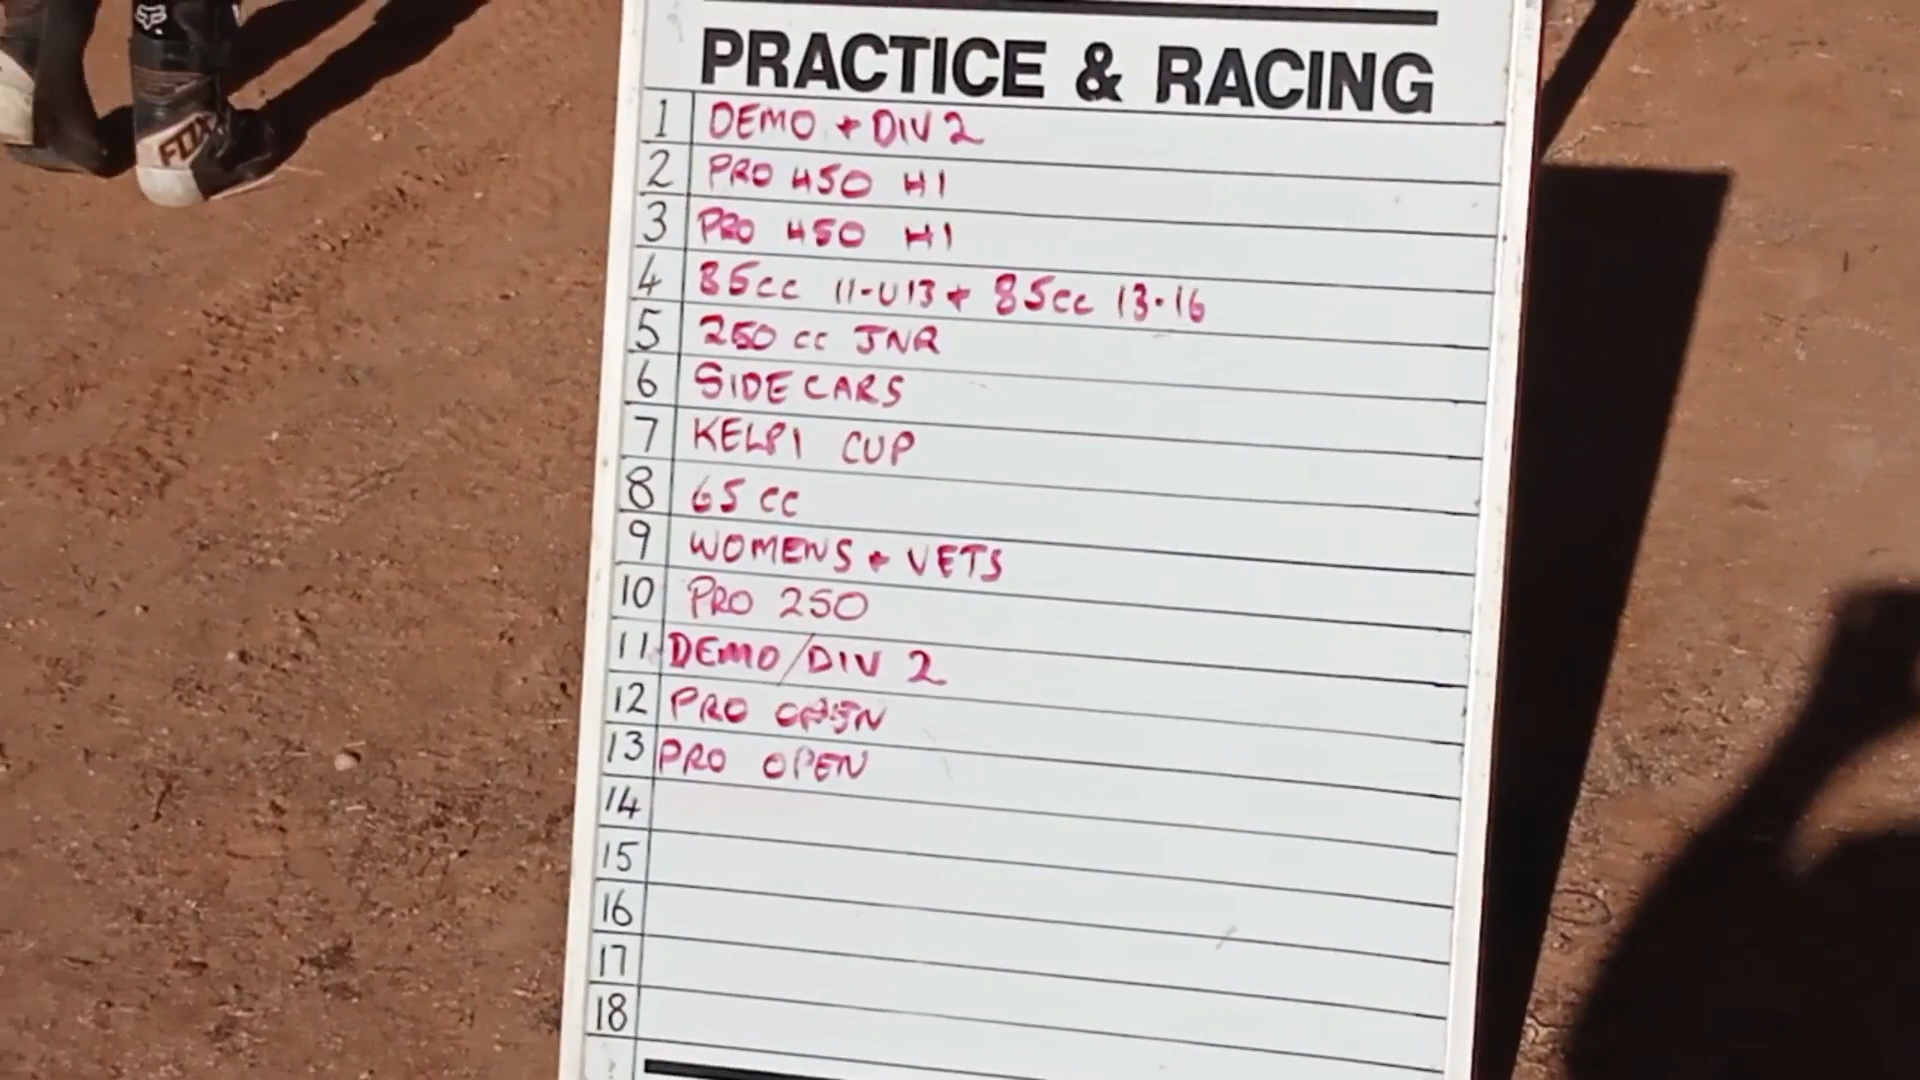 PRACTICE & RACING
1 DEMO + DIV 2
2 PRO 450 H1
3 PRO 450 H1
4 85cc 11-U13 + 85cc 13-16
5 250 cc JNR
6 SIDE CARS
7 KELPI CUP
8 65 cc
9 WOMENS + VETS
10 PRO 250
11 DEMO/DIV 2
12 PRO OPEN
13 PRO OPEN
14
15
16
17
18
FOX